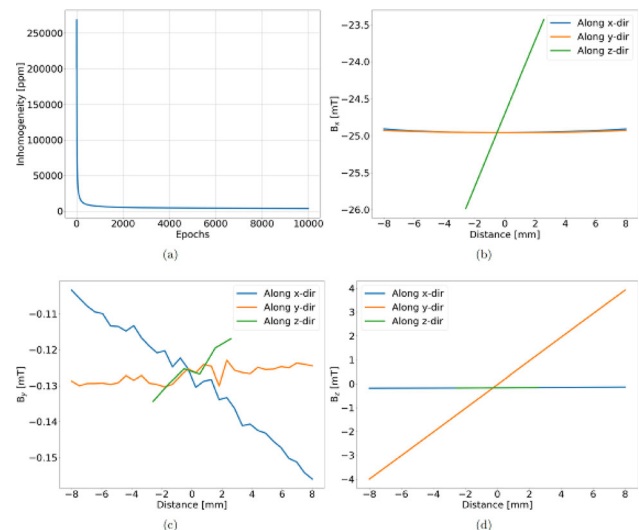 250000
200000
150000
100000
50000
0
Inhomogeneity [ppm]
0 2000 4000 6000 8000 10000
Epochs
(a)
Along x-dir
Along y-dir
Along z-dir
−23.5
−24.0
−24.5
−25.0
−25.5
−26.0
Bx [mT]
−8 −6 −4 −2 0 2 4 6 8
Distance [mm]
(b)
Along x-dir
Along y-dir
Along z-dir
−0.11
−0.12
−0.13
−0.14
−0.15
By [mT]
−8 −6 −4 −2 0 2 4 6 8
Distance [mm]
(c)
Along x-dir
Along y-dir
Along z-dir
4
3
2
1
0
−1
−2
−3
−4
Bz [mT]
−8 −6 −4 −2 0 2 4 6 8
Distance [mm]
(d)